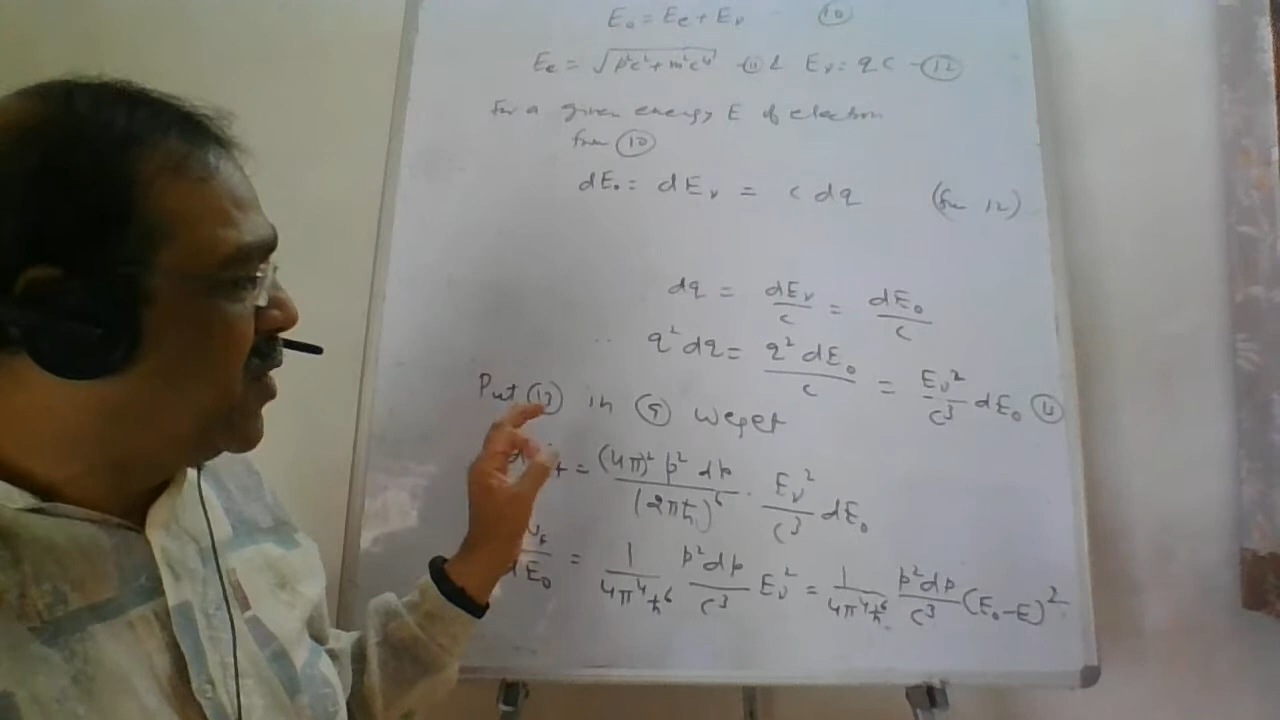 E₀ = Eₑ + Eᵥ — ⑩
Eₑ = √(p²c² + m²c⁴) — ⑪ & Eᵥ = qc — ⑫
For a given energy E of electron
from ⑩
dE₀ = dEᵥ = c dq (from 12)
dq = dEᵥ/c = dE₀/c
∴ q² dq = q² dE₀/c = Eᵥ²/c³ dE₀
Put ⑬ in ⑨ we get
= (4π)² p² dp/(2πħ)⁶ · Eᵥ²/c³ dE₀
/dE₀ = 1/4π⁴ħ⁶ p²dp/c³ Eᵥ² = 1/4π⁴ħ⁶ p²dp/c³ (E₀ − E)²